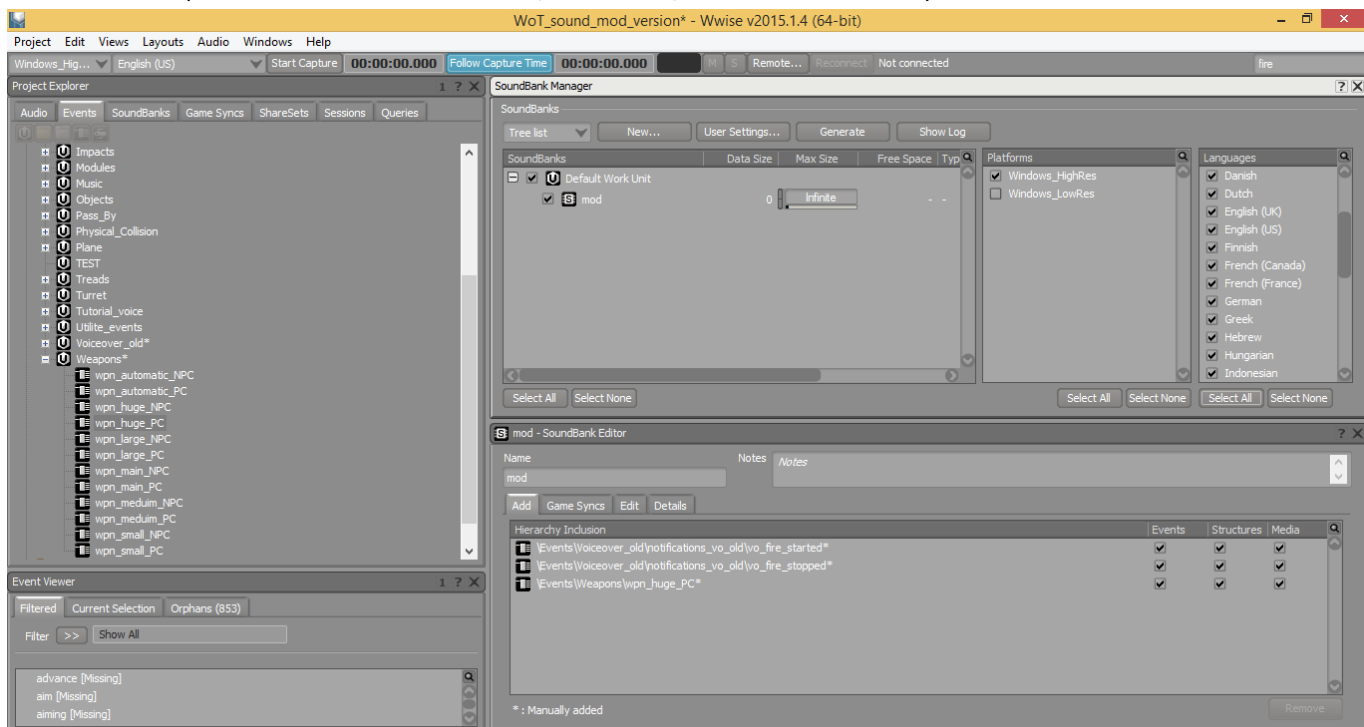 WoT_sound_mod_version* - Wwise v2015.1.4 (64-bit)
Project Edit Views Layouts Audio Windows Help
Windows_Hig... English (US) Start Capture 00:00:00.000 Follow Capture Time 00:00:00.000 M S Remote... Reconnect Not connected fire
Project Explorer 1 ? X
Audio Events SoundBanks Game Syncs ShareSets Sessions Queries
Impacts
Modules
Music
Objects
Pass_By
Physical_Collision
Plane
TEST
Treads
Turret
Tutorial_voice
Utilite_events
Voiceover_old*
Weapons*
wpn_automatic_NPC
wpn_automatic_PC
wpn_huge_NPC
wpn_huge_PC
wpn_large_NPC
wpn_large_PC
wpn_main_NPC
wpn_main_PC
wpn_meduim_NPC
wpn_meduim_PC
wpn_small_NPC
wpn_small_PC
Event Viewer 1 ? X
Filtered Current Selection Orphans (853)
Filter >> Show All
advance [Missing]
aim [Missing]
aiming [Missing]
SoundBank Manager ? X
SoundBanks
Tree list New... User Settings... Generate Show Log
SoundBanks Data Size Max Size Free Space Typ
Default Work Unit
mod 0 Infinite - -
Select All Select None
Platforms
Windows_HighRes
Windows_LowRes
Select All Select None
Languages
Danish
Dutch
English (UK)
English (US)
Finnish
French (Canada)
French (France)
German
Greek
Hebrew
Hungarian
Indonesian
Select All Select None
mod - SoundBank Editor ? X
Name Notes Notes
mod
Add Game Syncs Edit Details
Hierarchy Inclusion Events Structures Media
\Events\Voiceover_old\notifications_vo_old\vo_fire_started*
\Events\Voiceover_old\notifications_vo_old\vo_fire_stopped*
\Events\Weapons\wpn_huge_PC*
* : Manually added Remove